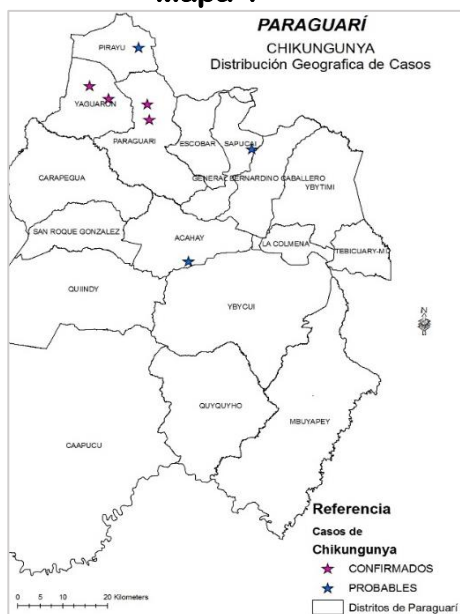 PARAGUARÍ
CHIKUNGUNYA
Distribución Geografica de Casos
PIRAYU
YAGUARON
PARAGUARI
ESCOBAR
SAPUCAI
CARAPEGUA
GENERAL BERNARDINO CABALLERO
YBYTIMI
SAN ROQUE GONZALEZ
ACAHAY
LA COLMENA
TEBICUARY-MI
QUIINDY
YBYCUI
N
QUYQUYHO
MBUYAPEY
CAAPUCU
Referencia
Casos de
Chikungunya
CONFIRMADOS
PROBABLES
Distritos de Paraguarí
0 5 10 20 Kilometers